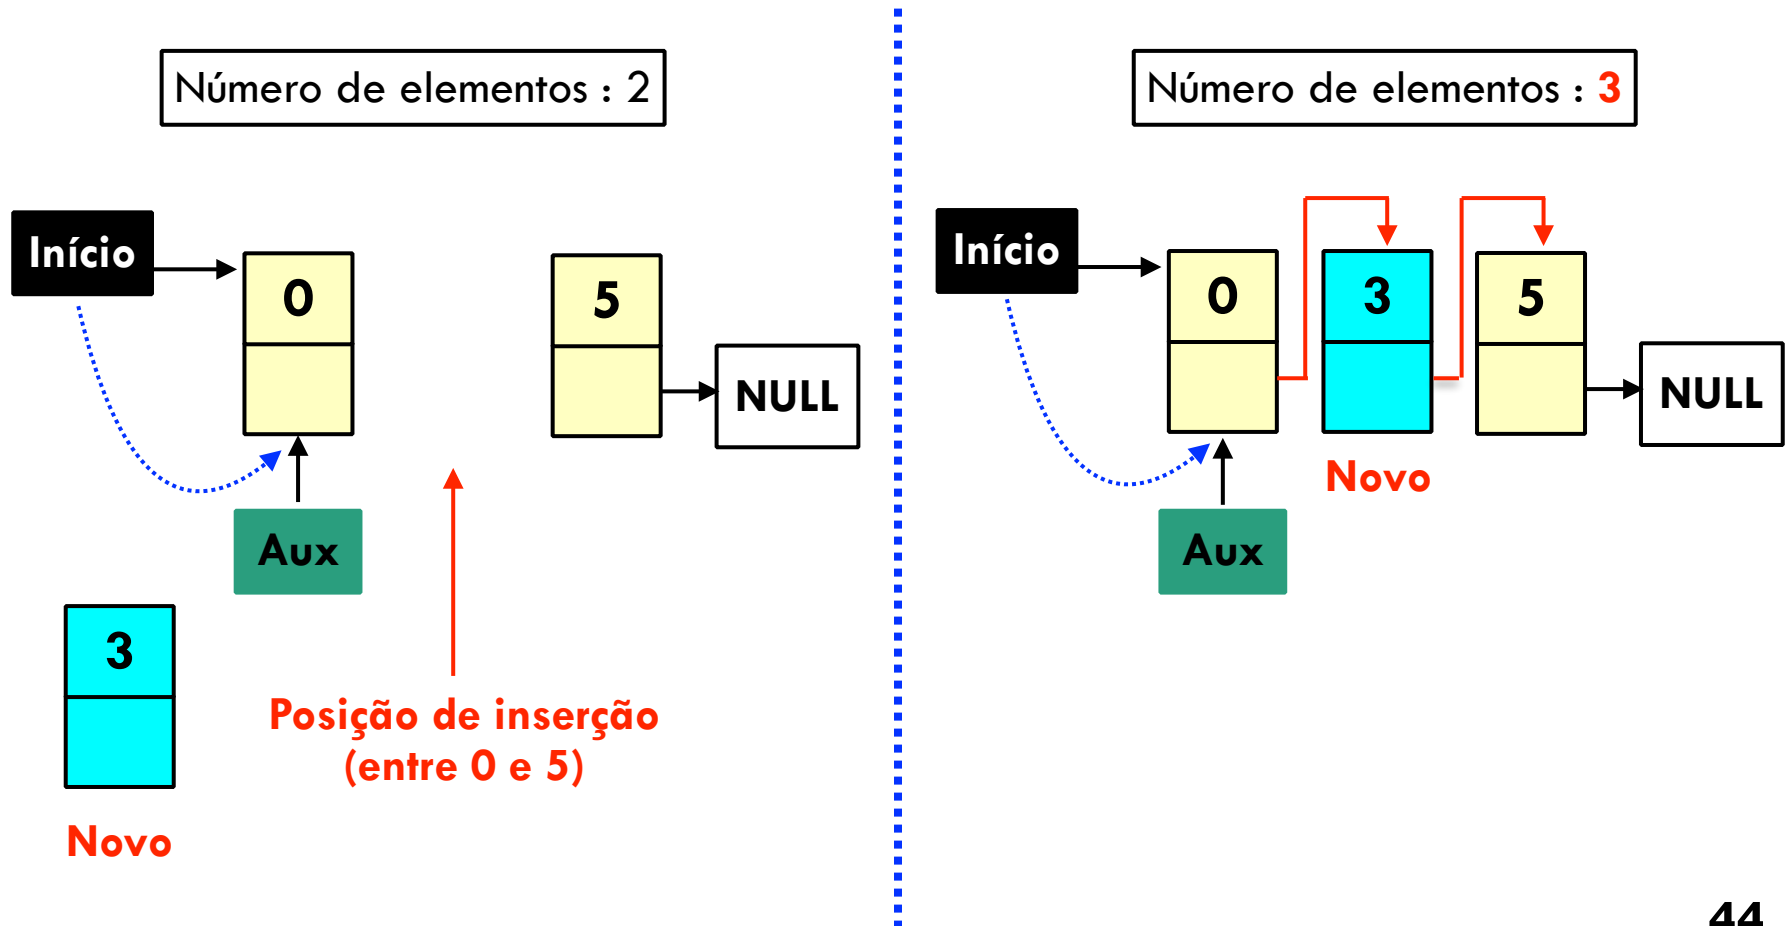 Número de elementos : 2
Início
0
5
NULL
Aux
3
Posição de inserção
(entre 0 e 5)
Novo
Número de elementos : 3
Início
0
3
5
NULL
Novo
Aux
44